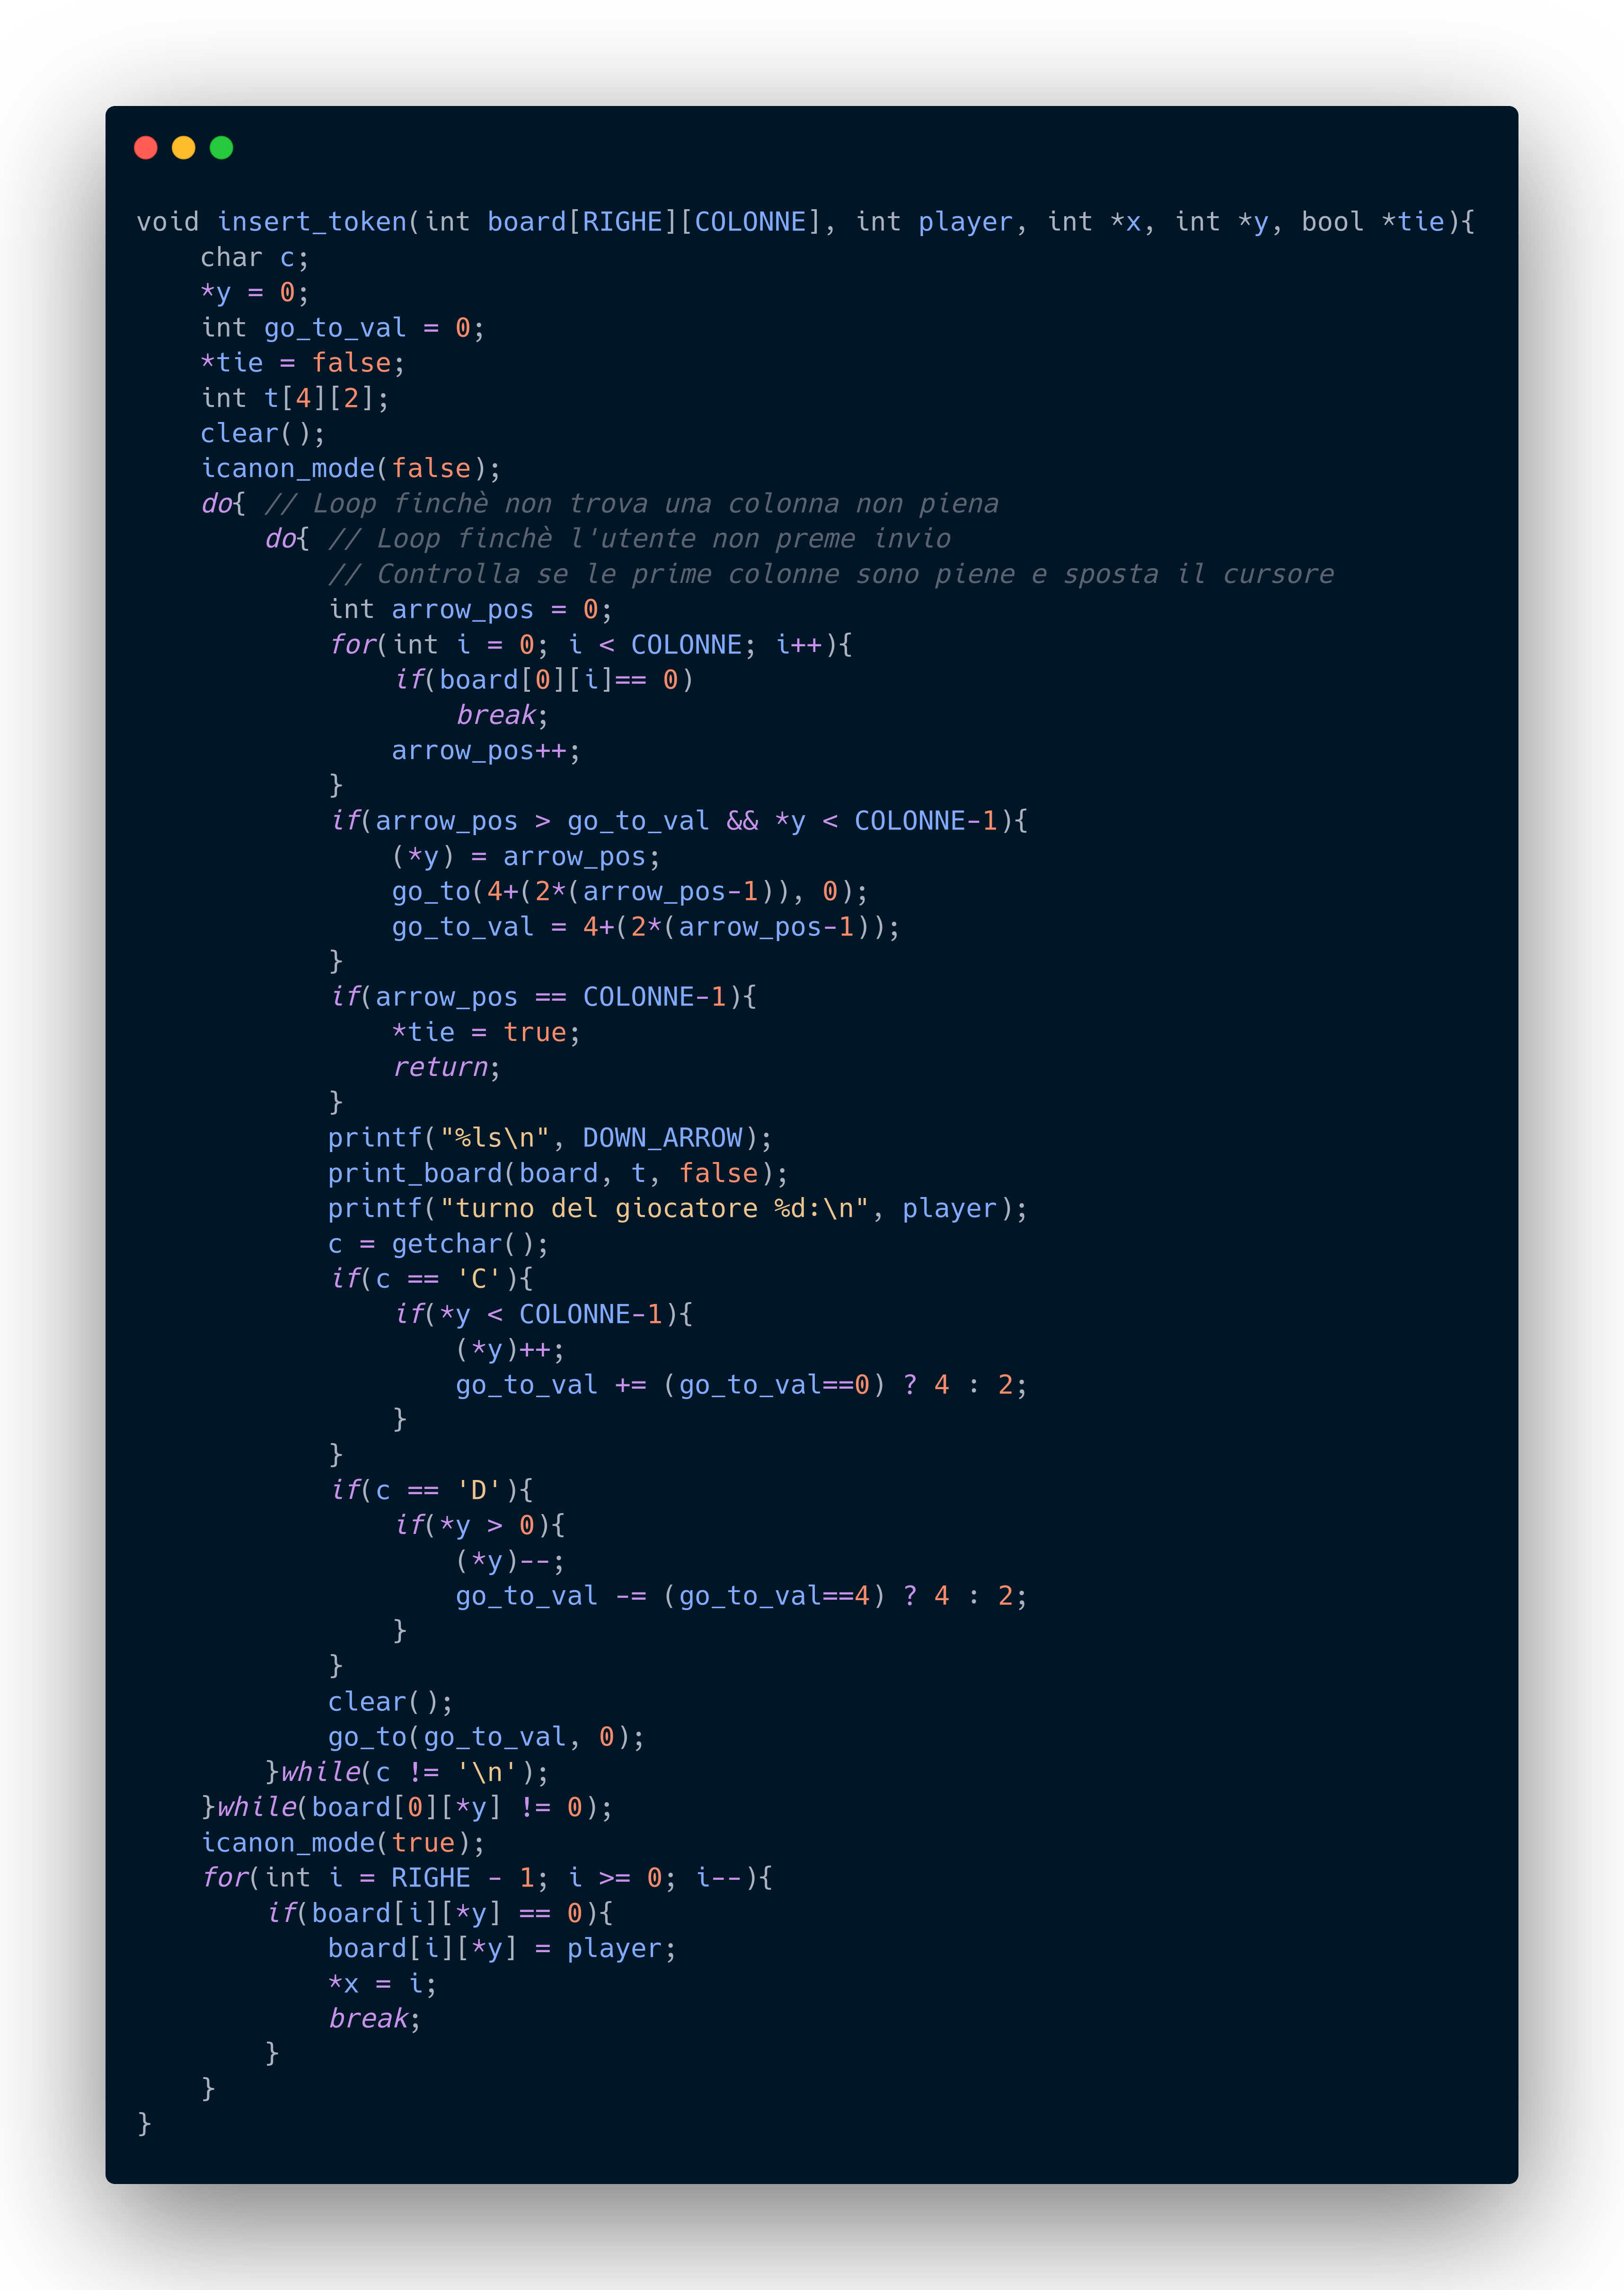 void insert_token(int board[RIGHE][COLONNE], int player, int *x, int *y, bool *tie){
    char c;
    *y = 0;
    int go_to_val = 0;
    *tie = false;
    int t[4][2];
    clear();
    icanon_mode(false);
    do{ // Loop finchè non trova una colonna non piena
        do{ // Loop finchè l'utente non preme invio
            // Controlla se le prime colonne sono piene e sposta il cursore
            int arrow_pos = 0;
            for(int i = 0; i < COLONNE; i++){
                if(board[0][i]== 0)
                    break;
                arrow_pos++;
            }
            if(arrow_pos > go_to_val && *y < COLONNE-1){
                (*y) = arrow_pos;
                go_to(4+(2*(arrow_pos-1)), 0);
                go_to_val = 4+(2*(arrow_pos-1));
            }
            if(arrow_pos == COLONNE-1){
                *tie = true;
                return;
            }
            printf("%ls\n", DOWN_ARROW);
            print_board(board, t, false);
            printf("turno del giocatore %d:\n", player);
            c = getchar();
            if(c == 'C'){
                if(*y < COLONNE-1){
                    (*y)++;
                    go_to_val += (go_to_val==0) ? 4 : 2;
                }
            }
            if(c == 'D'){
                if(*y > 0){
                    (*y)--;
                    go_to_val -= (go_to_val==4) ? 4 : 2;
                }
            }
            clear();
            go_to(go_to_val, 0);
        }while(c != '\n');
    }while(board[0][*y] != 0);
    icanon_mode(true);
    for(int i = RIGHE - 1; i >= 0; i--){
        if(board[i][*y] == 0){
            board[i][*y] = player;
            *x = i;
            break;
        }
    }
}